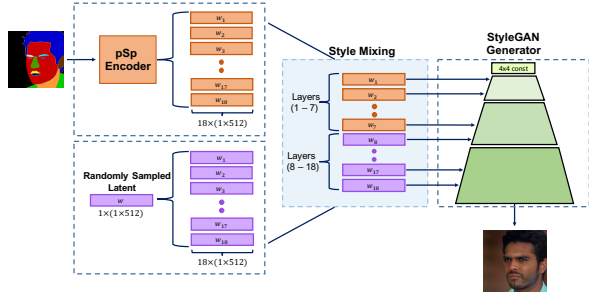 pSp
Encoder
w₁
w₂
w₃
w₁₇
w₁₈
18×(1×512)
Randomly Sampled
Latent
w
1×(1×512)
w₁
w₂
w₃
w₁₇
w₁₈
18×(1×512)
Style Mixing
Layers
(1 – 7)
w₁
w₂
w₇
Layers
(8 – 18)
w₈
w₁₇
w₁₈
StyleGAN
Generator
4x4 const